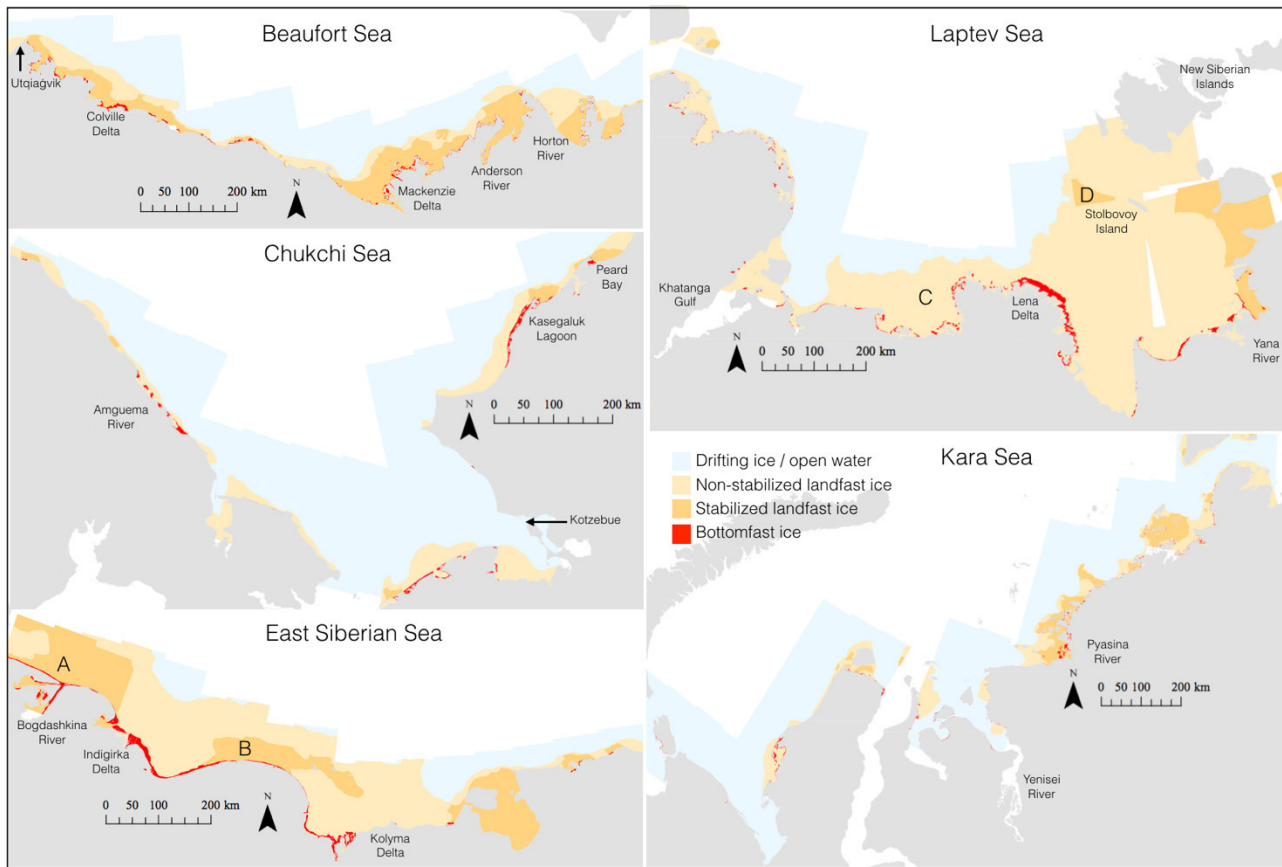 Beaufort Sea
Utqiaġvik
Colville
Delta
Mackenzie
Delta
Anderson
River
Horton
River
0 50 100 200 km
N
Chukchi Sea
Peard
Bay
Kasegaluk
Lagoon
N
0 50 100 200 km
Amguema
River
Kotzebue
East Siberian Sea
A
Bogdashkina
River
Indigirka
Delta
B
0 50 100 200 km
N
Kolyma
Delta
Laptev Sea
New Siberian
Islands
D
Stolbovoy
Island
Khatanga
Gulf
C
Lena
Delta
Yana
River
N
0 50 100 200 km
Drifting ice / open water
Non-stabilized landfast ice
Stabilized landfast ice
Bottomfast ice
Kara Sea
Pyasina
River
N
0 50 100 200 km
Yenisei
River